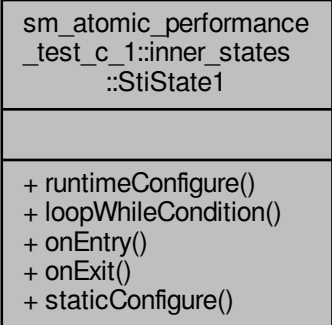 sm_atomic_performance
_test_c_1::inner_states
::StiState1
+ runtimeConfigure()
+ loopWhileCondition()
+ onEntry()
+ onExit()
+ staticConfigure()